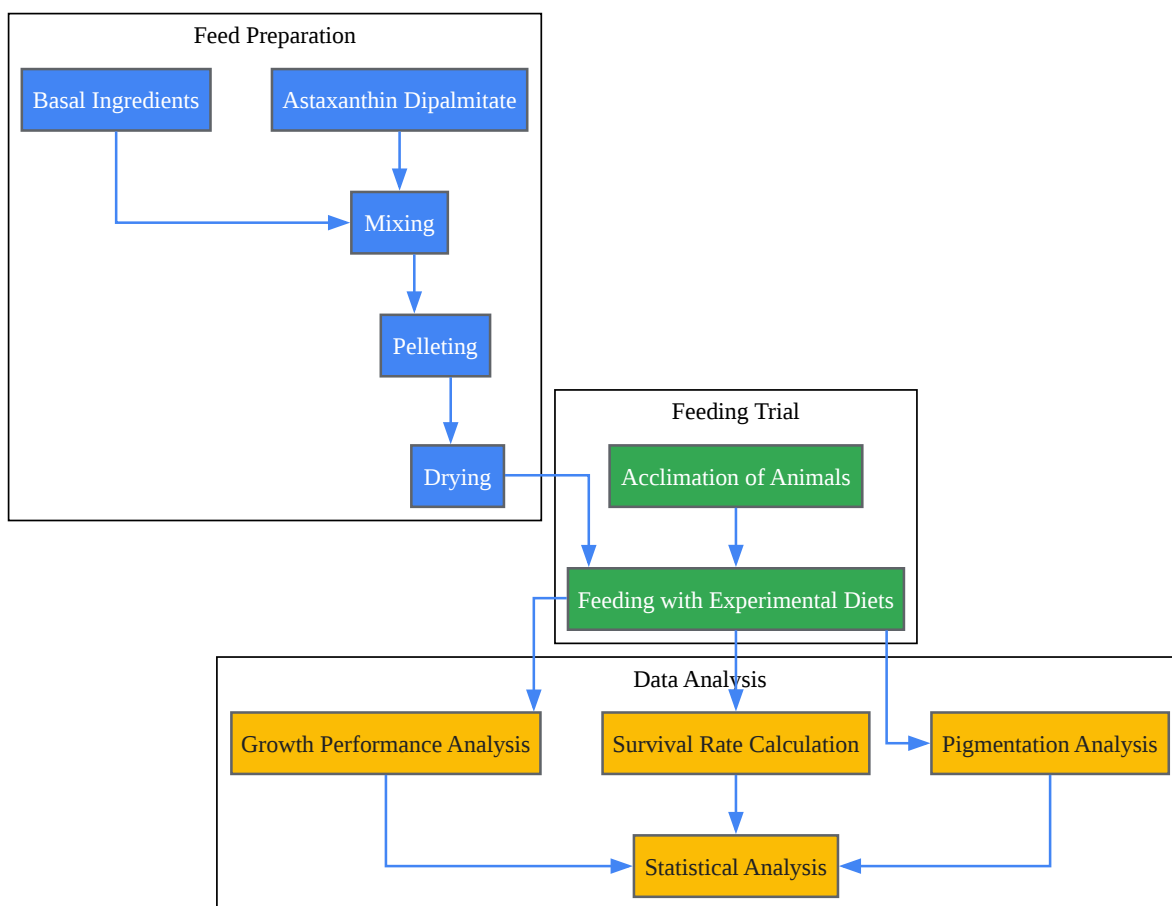 Feed Preparation
Basal Ingredients
Astaxanthin Dipalmitate
Mixing
Pelleting
Drying
Feeding Trial
Acclimation of Animals
Feeding with Experimental Diets
Data Analysis
Growth Performance Analysis
Survival Rate Calculation
Pigmentation Analysis
Statistical Analysis